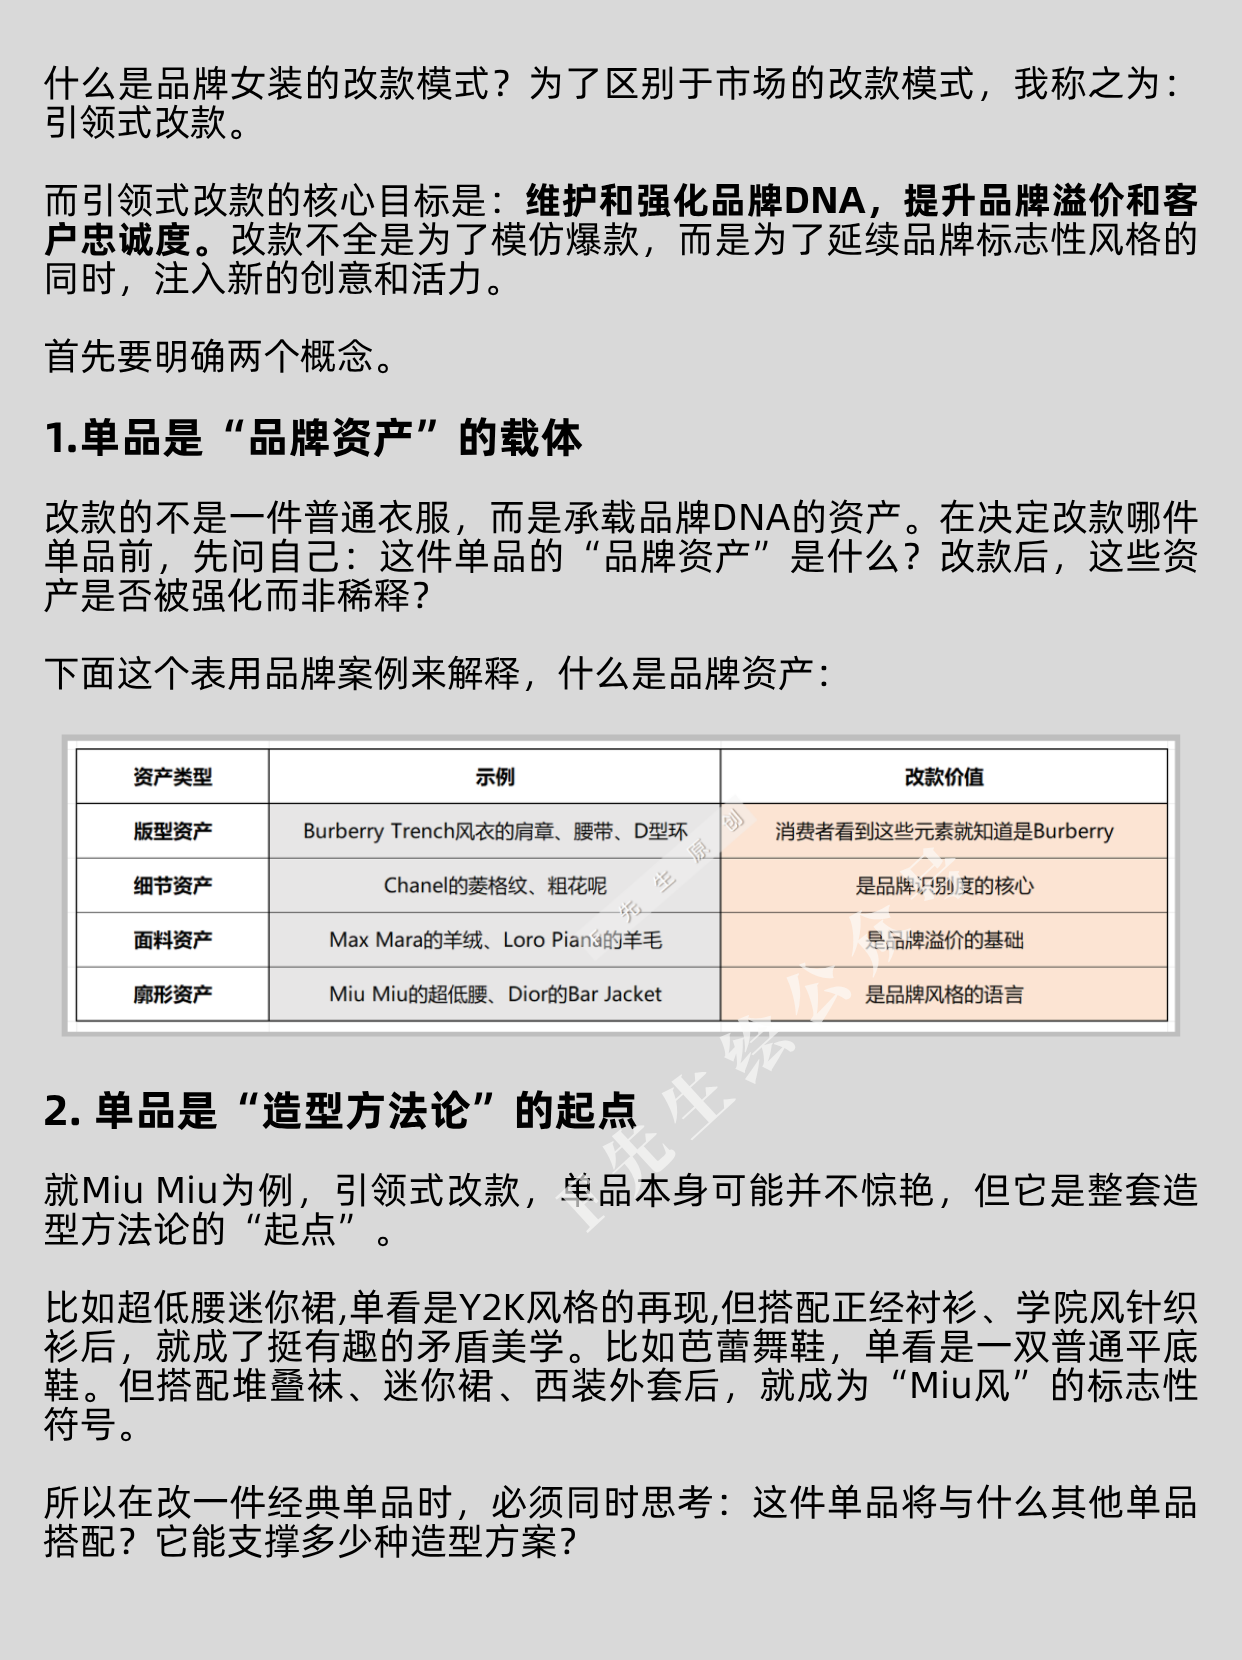 什么是品牌女装的改款模式？为了区别于市场的改款模式，我称之为：
引领式改款。
而引领式改款的核心目标是：维护和强化品牌DNA，提升品牌溢价和客
户忠诚度。改款不全是为了模仿爆款，而是为了延续品牌标志性风格的
同时，注入新的创意和活力。
首先要明确两个概念。
1.单品是“品牌资产”的载体
改款的不是一件普通衣服，而是承载品牌DNA的资产。在决定改款哪件
单品前，先问自己：这件单品的“品牌资产”是什么？改款后，这些资
产是否被强化而非稀释？
下面这个表用品牌案例来解释，什么是品牌资产：
资产类型 示例 改款价值
版型资产 Burberry Trench风衣的肩章、腰带、D型环 消费者看到这些元素就知道是Burberry
细节资产 Chanel的菱格纹、粗花呢 是品牌识别度的核心
面料资产 Max Mara的羊绒、Loro Piana的羊毛 是品牌溢价的基础
廓形资产 Miu Miu的超低腰、Dior的Bar Jacket 是品牌风格的语言
先生原创
先生绘公众号
2. 单品是“造型方法论”的起点
就Miu Miu为例，引领式改款，单品本身可能并不惊艳，但它是整套造
型方法论的“起点”。
比如超低腰迷你裙,单看是Y2K风格的再现,但搭配正经衬衫、学院风针织
衫后，就成了挺有趣的矛盾美学。比如芭蕾舞鞋，单看是一双普通平底
鞋。但搭配堆叠袜、迷你裙、西装外套后，就成为“Miu风”的标志性
符号。
所以在改一件经典单品时，必须同时思考：这件单品将与什么其他单品
搭配？它能支撑多少种造型方案？